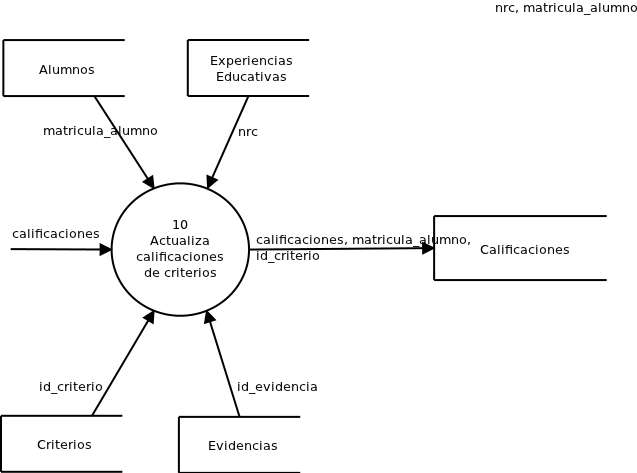 nrc, matricula_alumno
Alumnos
Experiencias
Educativas
matricula_alumno
nrc
calificaciones
10
Actualiza
calificaciones
de criterios
calificaciones, matricula_alumno,
id_criterio
Calificaciones
id_criterio
id_evidencia
Criterios
Evidencias